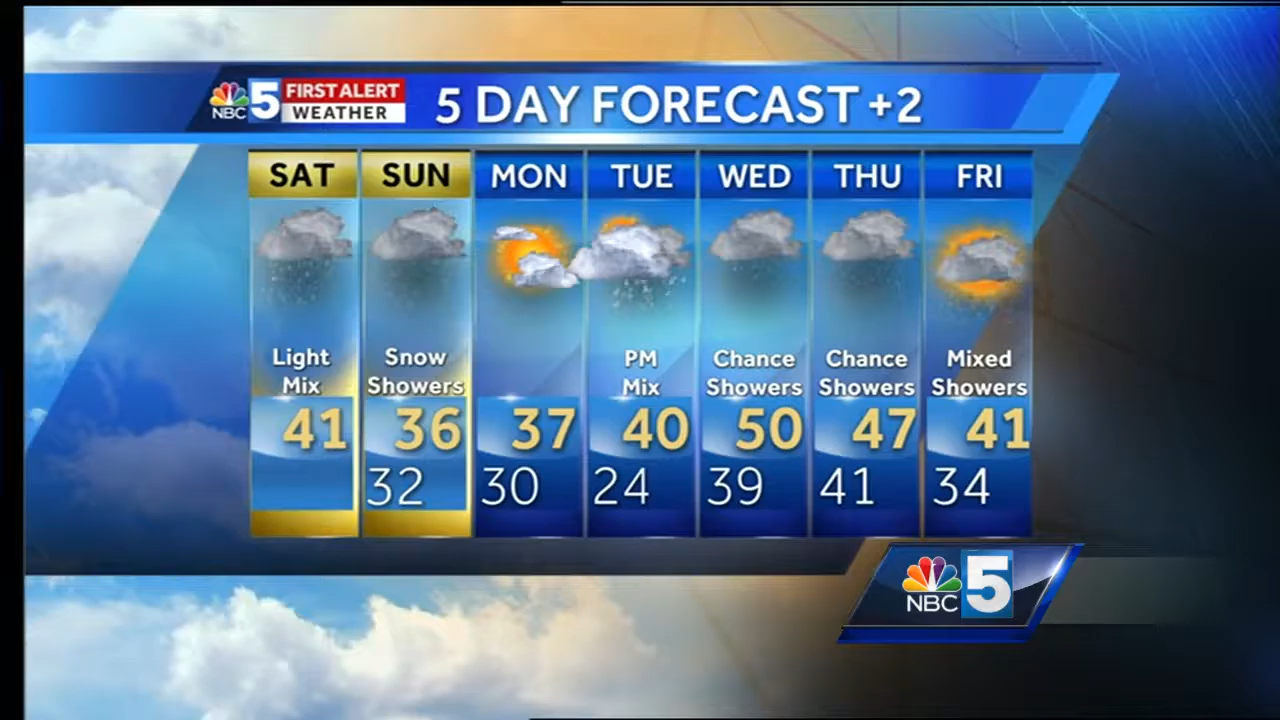 NBC 5 FIRST ALERT WEATHER
5 DAY FORECAST +2
SAT SUN MON TUE WED THU FRI
Light Snow PM Chance Chance Mixed
Mix Showers Mix Showers Showers Showers
41 36 37 40 50 47 41
32 30 24 39 41 34
NBC 5